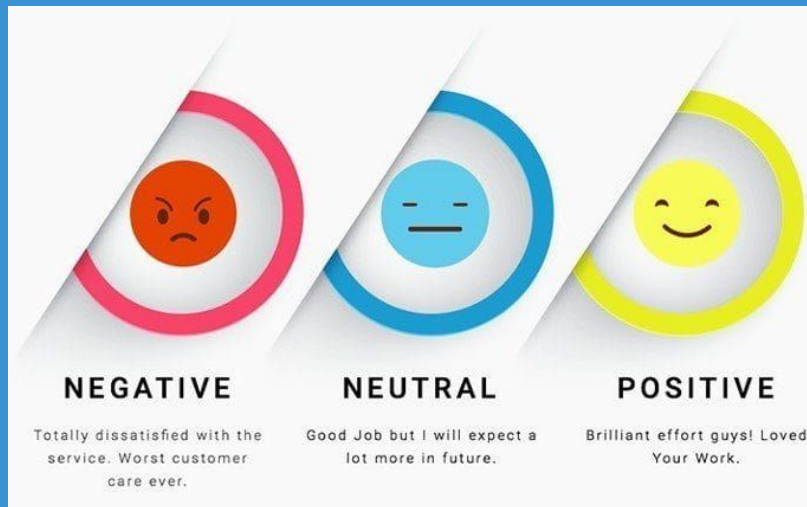 NEGATIVE
Totally dissatisfied with the
service. Worst customer
care ever.
NEUTRAL
Good Job but I will expect a
lot more in future.
POSITIVE
Brilliant effort guys! Loved
Your Work.